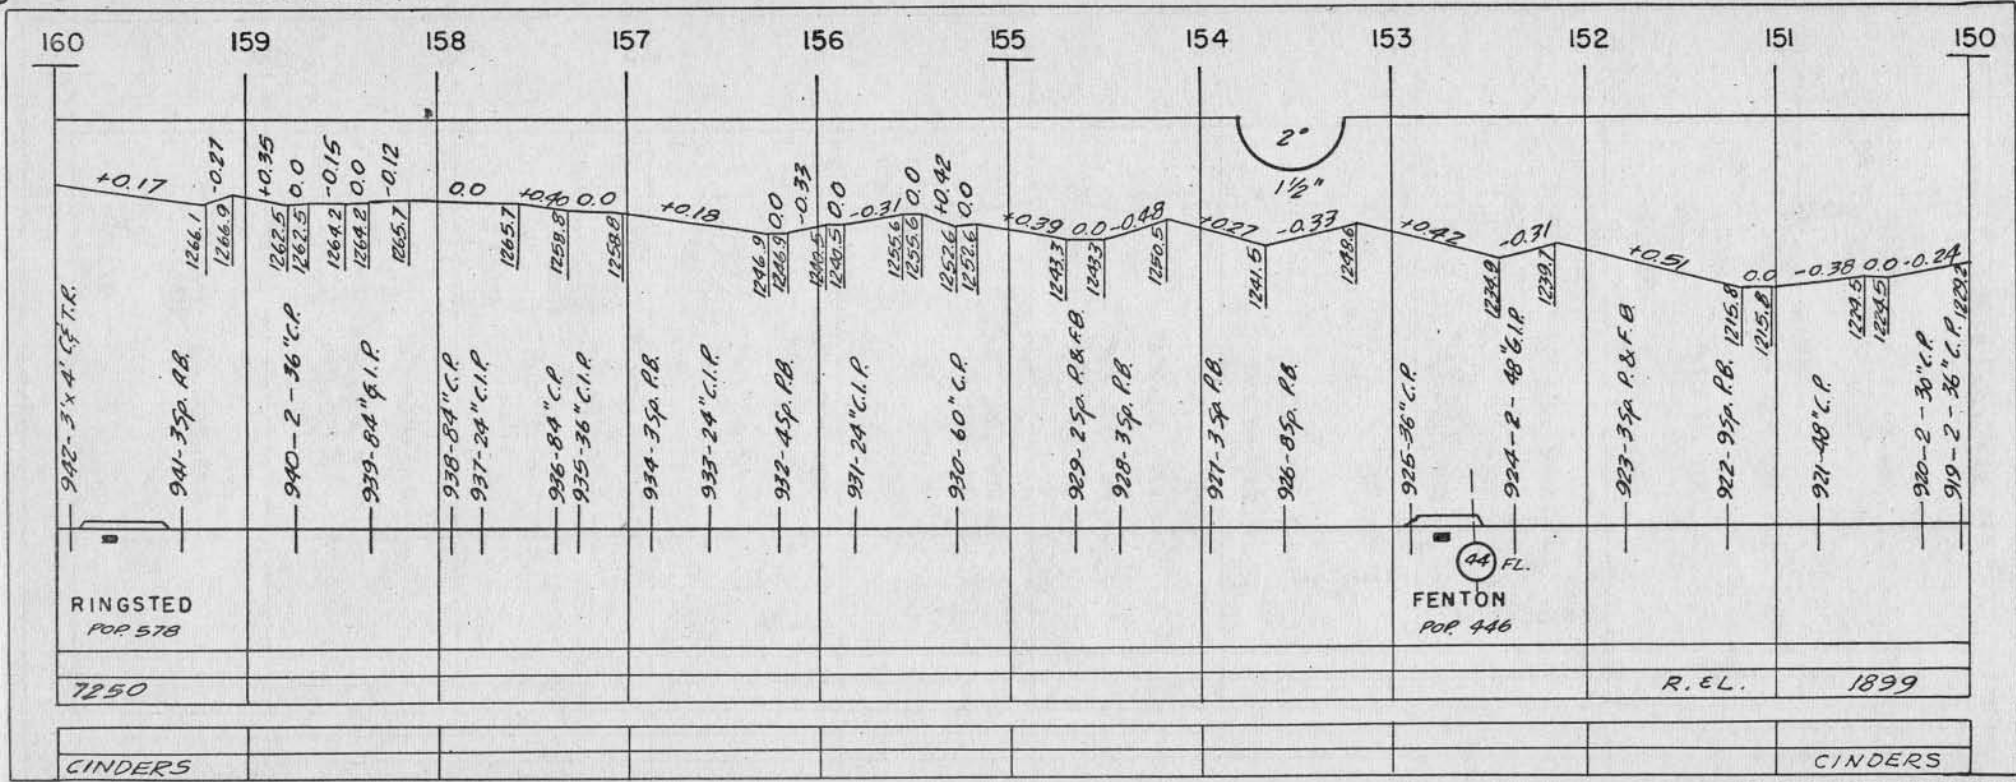 160 159 158 157 156 155 154 153 152 151 150
2°
1½"
+0.17 -0.27 +0.35 0.0 -0.15 0.0 -0.12 0.0 +0.40 0.0 +0.18 0.0 -0.33 0.0 -0.31 0.0 +0.42 0.0 +0.39 0.0 -0.48 +0.27 -0.33 +0.42 -0.31 +0.51 0.0 -0.38 0.0 -0.24
1266.1 1266.9 1262.5 1262.5 1264.2 1264.2 1265.7 1265.7 1258.8 1258.8 1246.9 1246.9 1240.5 1240.5 1255.6 1255.6 1252.6 1252.6 1243.3 1243.3 1250.5 1241.5 1248.6 1234.9 1239.7 1215.8 1215.8 1224.5 1224.5 1229.2
942-3'x4' C.S T.R.
941-3 Sp. P.B.
940-2-36"C.P.
939-84"G.I.P.
938-84"C.P.
937-24"C.I.P.
936-84"C.P.
935-36"C.I.P.
934-3 Sp. P.B.
933-24"C.I.P.
932-4 Sp. P.B.
931-24"C.I.P.
930-60"C.P.
929-2 Sp. P.& F.B.
928-3 Sp. P.B.
927-3 Sp. P.B.
926-8 Sp. P.B.
925-36"C.P.
924-2-48"G.I.P.
923-3 Sp. P.& F.B.
922-9 Sp. P.B.
921-48"C.P.
920-2-30"C.P.
919-2-36"C.P.
44 FL.
RINGSTED
POP. 578
FENTON
POP. 446
7250 R. & L. 1899
CINDERS CINDERS